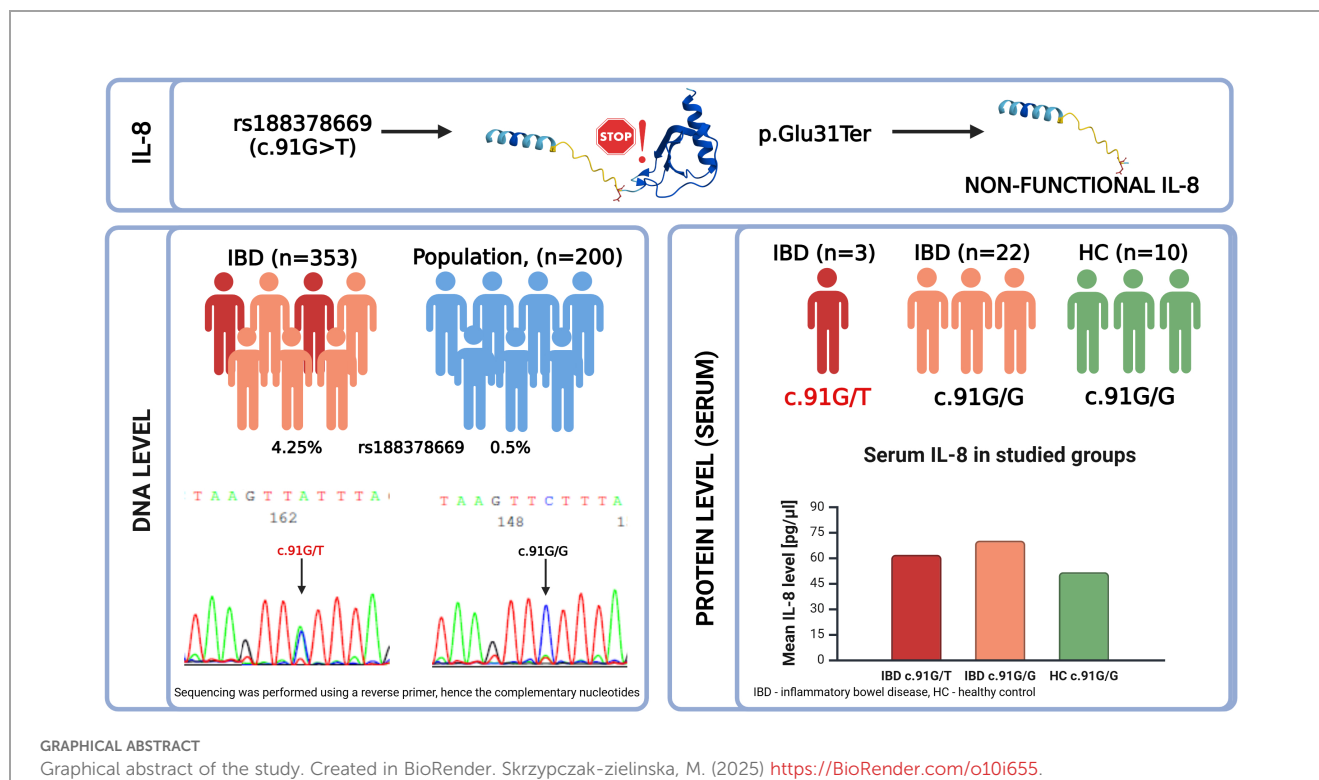 IL-8
rs188378669
(c.91G>T)
STOP
p.Glu31Ter
NON-FUNCTIONAL IL-8
DNA LEVEL
IBD (n=353)
Population, (n=200)
4.25%
rs188378669
0.5%
T A A G T T A T T T A
162
c.91G/T
T A A G T T C T T T A
148
c.91G/G
Sequencing was performed using a reverse primer, hence the complementary nucleotides
PROTEIN LEVEL (SERUM)
IBD (n=3)
IBD (n=22)
HC (n=10)
c.91G/T
c.91G/G
c.91G/G
Serum IL-8 in studied groups
Mean IL-8 level [pg/μl]
90
75
60
45
30
15
0
IBD c.91G/T
IBD c.91G/G
HC c.91G/G
IBD - inflammatory bowel disease, HC - healthy control
GRAPHICAL ABSTRACT
Graphical abstract of the study. Created in BioRender. Skrzypczak-zielinska, M. (2025) https://BioRender.com/o10i655.